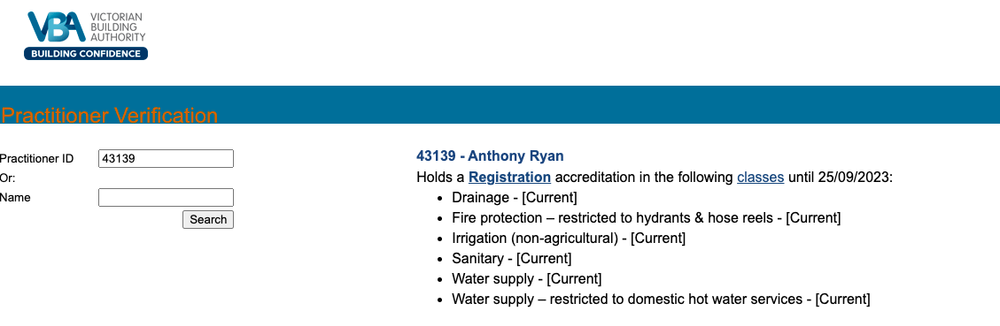 VBA VICTORIAN
BUILDING
AUTHORITY
BUILDING CONFIDENCE
Practitioner Verification
Practitioner ID 43139
Or:
Name
Search
43139 - Anthony Ryan
Holds a Registration accreditation in the following classes until 25/09/2023:
• Drainage - [Current]
• Fire protection – restricted to hydrants & hose reels - [Current]
• Irrigation (non-agricultural) - [Current]
• Sanitary - [Current]
• Water supply - [Current]
• Water supply – restricted to domestic hot water services - [Current]